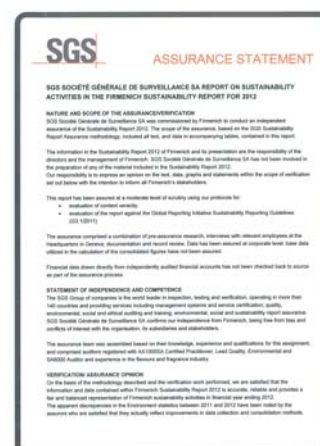 SGS
ASSURANCE STATEMENT
SGS SOCIÉTÉ GÉNÉRALE DE SURVEILLANCE SA REPORT ON SUSTAINABILITY
ACTIVITIES IN THE FIRMENICH SUSTAINABILITY REPORT FOR 2012
NATURE AND SCOPE OF THE ASSURANCE/VERIFICATION
SGS Société Générale de Surveillance SA was commissioned by Firmenich to conduct an independent
assurance of the Sustainability Report 2012. The scope of the assurance, based on the SGS Sustainability
Report Assurance methodology, included all text, and data in accompanying tables, contained in this report.
The information in the Sustainability Report 2012 of Firmenich and its presentation are the responsibility of the
directors and the management of Firmenich. SGS Société Générale de Surveillance SA has not been involved in
the preparation of any of the material included in the Sustainability Report 2012.
Our responsibility is to express an opinion on the text, data, graphs and statements within the scope of verification
set out below with the intention to inform all Firmenich's stakeholders.
This report has been assured at a moderate level of scrutiny using our protocols for:
• evaluation of content veracity;
• evaluation of the report against the Global Reporting Initiative Sustainability Reporting Guidelines
(G3.1/2011)
The assurance comprised a combination of pre-assurance research, interviews with relevant employees at the
Headquarters in Geneva; documentation and record review. Data has been assured at corporate level; base data
utilized in the calculation of the consolidated figures have not been assured.
Financial data drawn directly from independently audited financial accounts has not been checked back to source
as part of the assurance process.
STATEMENT OF INDEPENDENCE AND COMPETENCE
The SGS Group of companies is the world leader in inspection, testing and verification, operating in more than
140 countries and providing services including management systems and service certification; quality,
environmental, social and ethical auditing and training; environmental, social and sustainability report assurance.
SGS Société Générale de Surveillance SA confirms our independence from Firmenich, being free from bias and
conflicts of interest with the organisation, its subsidiaries and stakeholders.
The assurance team was assembled based on their knowledge, experience and qualifications for this assignment,
and comprised auditors registered with AA1000SA Certified Practitioner, Lead Quality, Environmental and
SA8000 Auditor and experience in the flavours and fragrance industry.
VERIFICATION/ ASSURANCE OPINION
On the basis of the methodology described and the verification work performed, we are satisfied that the
information and data contained within Firmenich Sustainability Report 2012 is accurate, reliable and provides a
fair and balanced representation of Firmenich sustainability activities in financial year ending 2012.
The apparent discrepancies in the Environment statistics between 2011 and 2012 have been noted by the
assurors who are satisfied that they actually reflect improvements in data collection and consolidation methods.